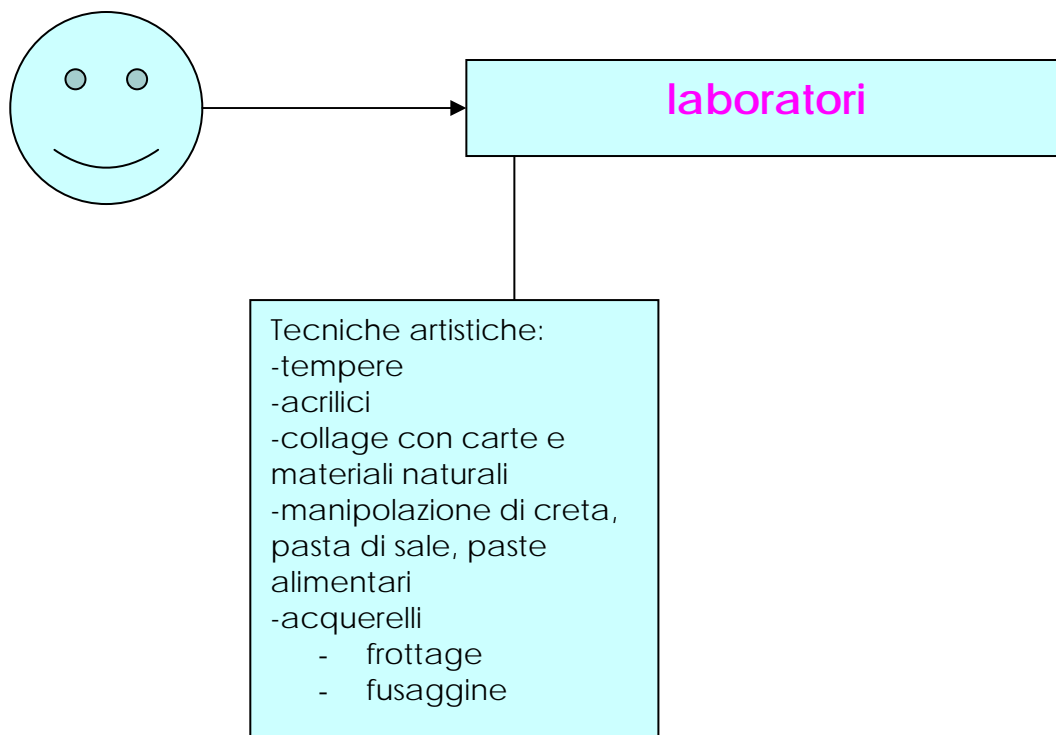 laboratori
Tecniche artistiche:
-tempere
-acrilici
-collage con carte e
materiali naturali
-manipolazione di creta,
pasta di sale, paste
alimentari
-acquerelli
- frottage
- fusaggine